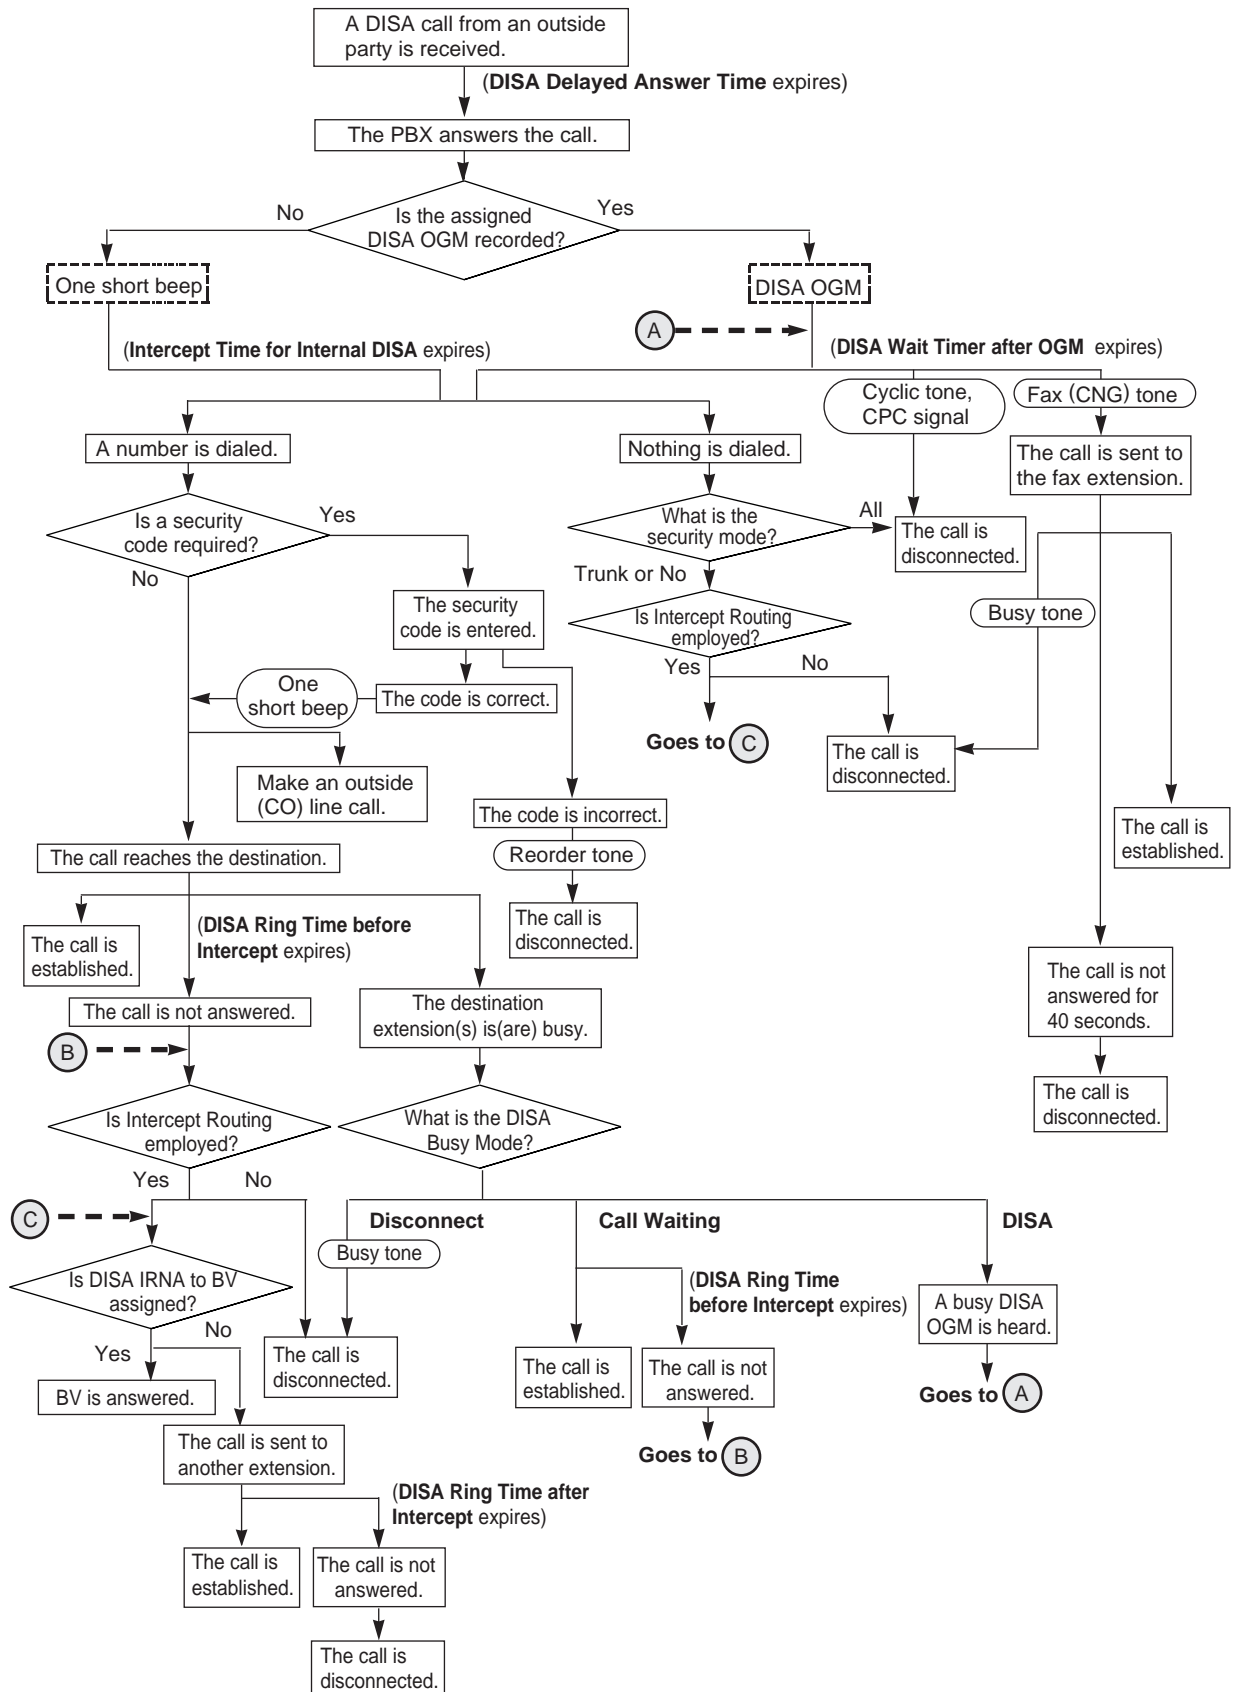 A DISA call from an outside
party is received.
(DISA Delayed Answer Time expires)
The PBX answers the call.
No
Yes
Is the assigned
DISA OGM recorded?
One short beep
DISA OGM
A
(Intercept Time for Internal DISA expires)
(DISA Wait Timer after OGM expires)
Cyclic tone,
CPC signal
Fax (CNG) tone
A number is dialed.
Nothing is dialed.
The call is sent to
the fax extension.
Is a security
code required?
Yes
No
What is the
security mode?
All
The call is
disconnected.
Trunk or No
The security
code is entered.
Is Intercept Routing
employed?
Busy tone
Yes
No
One
short beep
The code is correct.
Goes to C
The call is
disconnected.
Make an outside
(CO) line call.
The code is incorrect.
The call is
established.
The call reaches the destination.
Reorder tone
The call is
disconnected.
The call is
established.
(DISA Ring Time before
Intercept expires)
The call is not answered.
The destination
extension(s) is(are) busy.
The call is not
answered for
40 seconds.
B
The call is
disconnected.
Is Intercept Routing
employed?
What is the DISA
Busy Mode?
Yes
No
C
Disconnect
Call Waiting
DISA
Busy tone
Is DISA IRNA to BV
assigned?
(DISA Ring Time
before Intercept expires)
A busy DISA
OGM is heard.
No
Yes
The call is
disconnected.
The call is
established.
The call is not
answered.
BV is answered.
Goes to A
The call is sent to
another extension.
Goes to B
(DISA Ring Time after
Intercept expires)
The call is
established.
The call is not
answered.
The call is
disconnected.